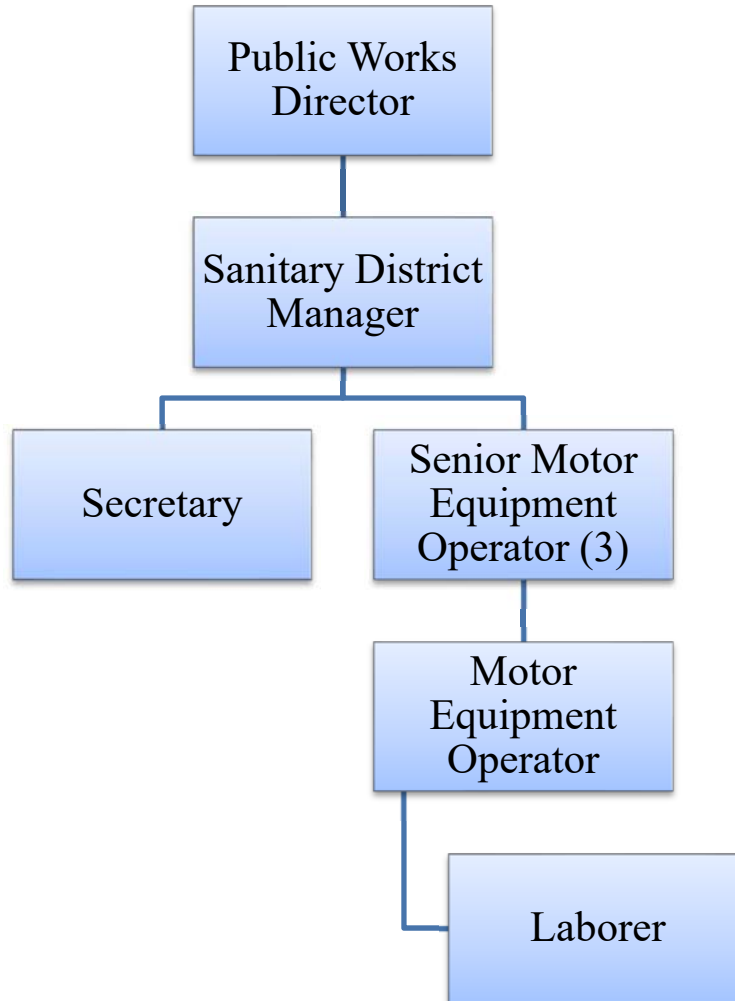 Public Works
Director
Sanitary District
Manager
Secretary
Senior Motor
Equipment
Operator (3)
Motor
Equipment
Operator
Laborer